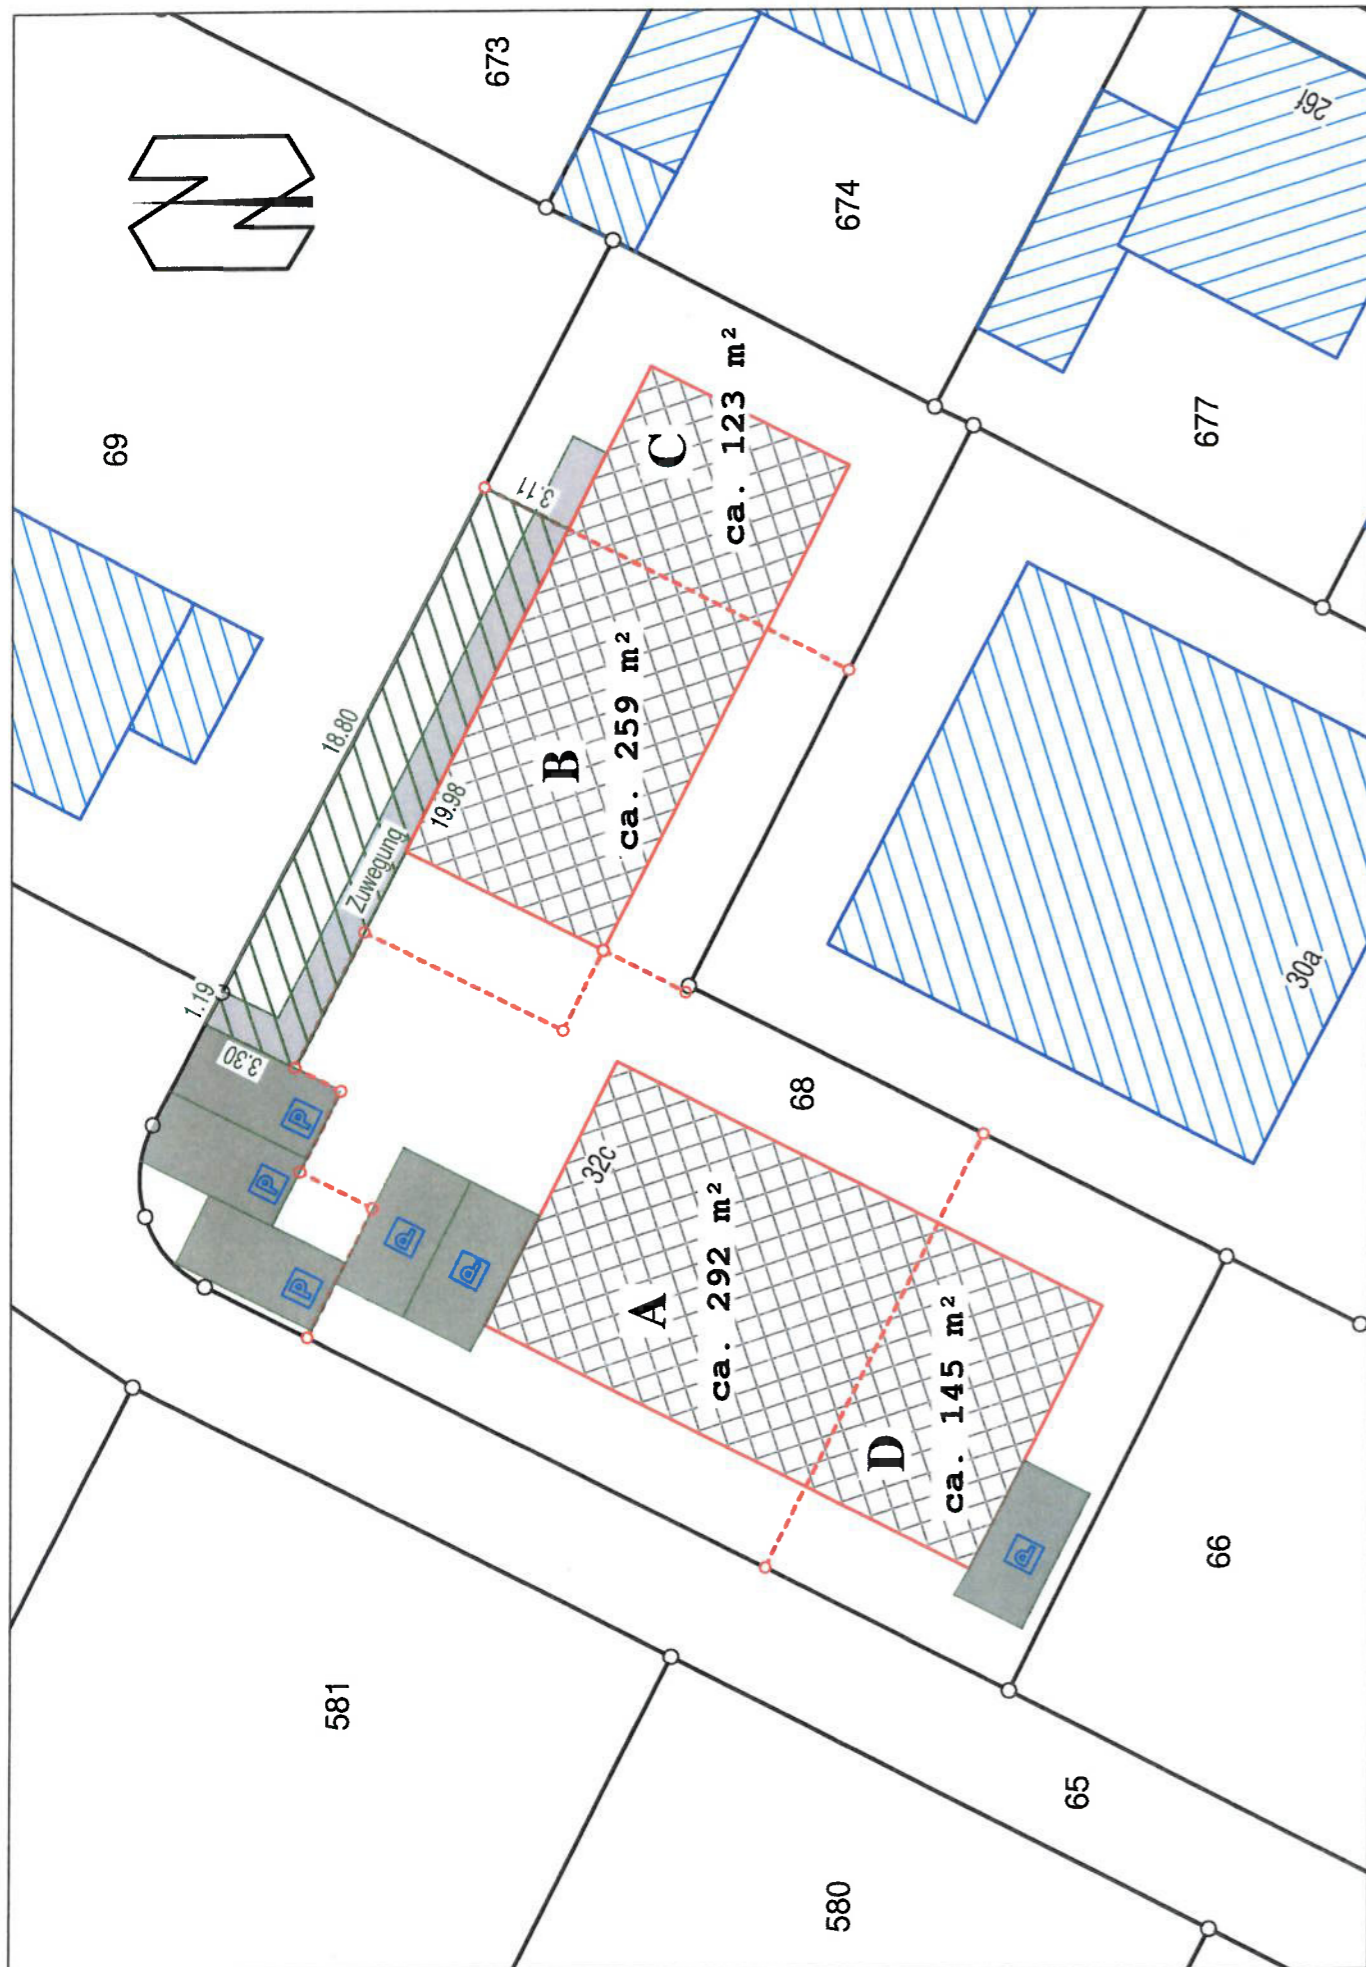 673
69
674
26f
677
3.11
C
ca. 123 m²
18.80
B
ca. 259 m²
19.98
Zuwegung
1.19
3.30
P
P
P
P
P
32c
68
30a
A
ca. 292 m²
D
ca. 145 m²
P
66
581
65
580